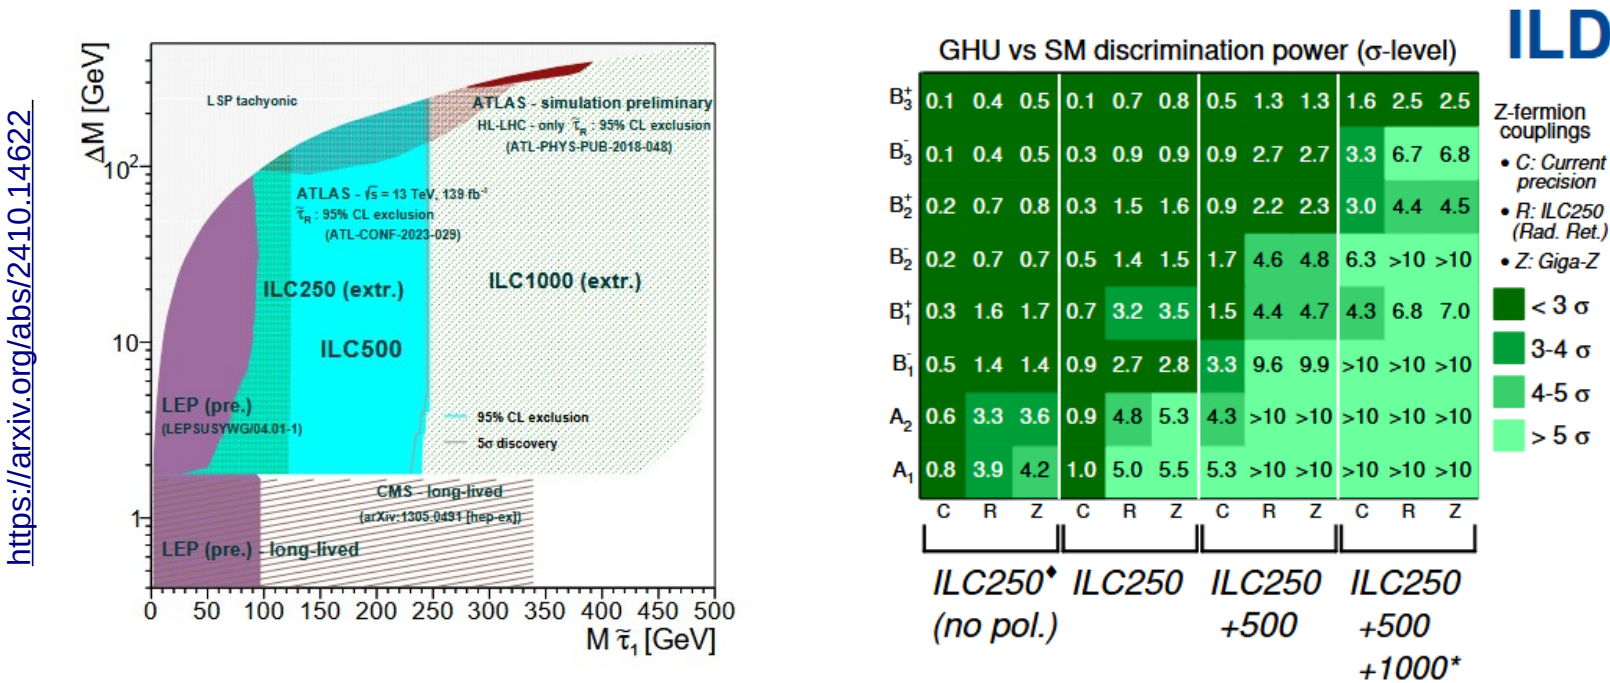 https://arxiv.org/abs/2410.14622
ΔM [GeV]
10²
10
1
LSP tachyonic
ATLAS - simulation preliminary
HL-LHC - only τ̃R : 95% CL exclusion
(ATL-PHYS-PUB-2018-048)
ATLAS - √s = 13 TeV, 139 fb⁻¹
τ̃R : 95% CL exclusion
(ATL-CONF-2023-029)
ILC250 (extr.)
ILC1000 (extr.)
ILC500
LEP (pre.)
(LEPSUSYWG/04.01-1)
95% CL exclusion
5σ discovery
CMS - long-lived
(arXiv:1305.0491 [hep-ex])
LEP (pre.) - long-lived
0 50 100 150 200 250 300 350 400 450 500
M τ̃₁ [GeV]
ILD
GHU vs SM discrimination power (σ-level)
B₃⁺ 0.1 0.4 0.5 0.1 0.7 0.8 0.5 1.3 1.3 1.6 2.5 2.5
B₃⁻ 0.1 0.4 0.5 0.3 0.9 0.9 0.9 2.7 2.7 3.3 6.7 6.8
B₂⁺ 0.2 0.7 0.8 0.3 1.5 1.6 0.9 2.2 2.3 3.0 4.4 4.5
B₂⁻ 0.2 0.7 0.7 0.5 1.4 1.5 1.7 4.6 4.8 6.3 >10 >10
B₁⁺ 0.3 1.6 1.7 0.7 3.2 3.5 1.5 4.4 4.7 4.3 6.8 7.0
B₁⁻ 0.5 1.4 1.4 0.9 2.7 2.8 3.3 9.6 9.9 >10 >10 >10
A₂ 0.6 3.3 3.6 0.9 4.8 5.3 4.3 >10 >10 >10 >10 >10
A₁ 0.8 3.9 4.2 1.0 5.0 5.5 5.3 >10 >10 >10 >10 >10
C R Z C R Z C R Z C R Z
ILC250♦ ILC250 ILC250 ILC250
(no pol.) +500 +500
+1000*
Z-fermion
couplings
• C: Current
precision
• R: ILC250
(Rad. Ret.)
• Z: Giga-Z
< 3 σ
3-4 σ
4-5 σ
> 5 σ